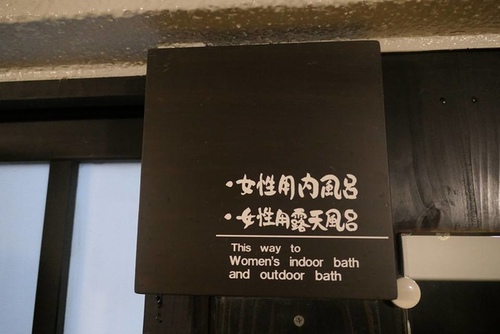 ・女性用内風呂
・女性用露天風呂
This way to
Women's indoor bath
and outdoor bath